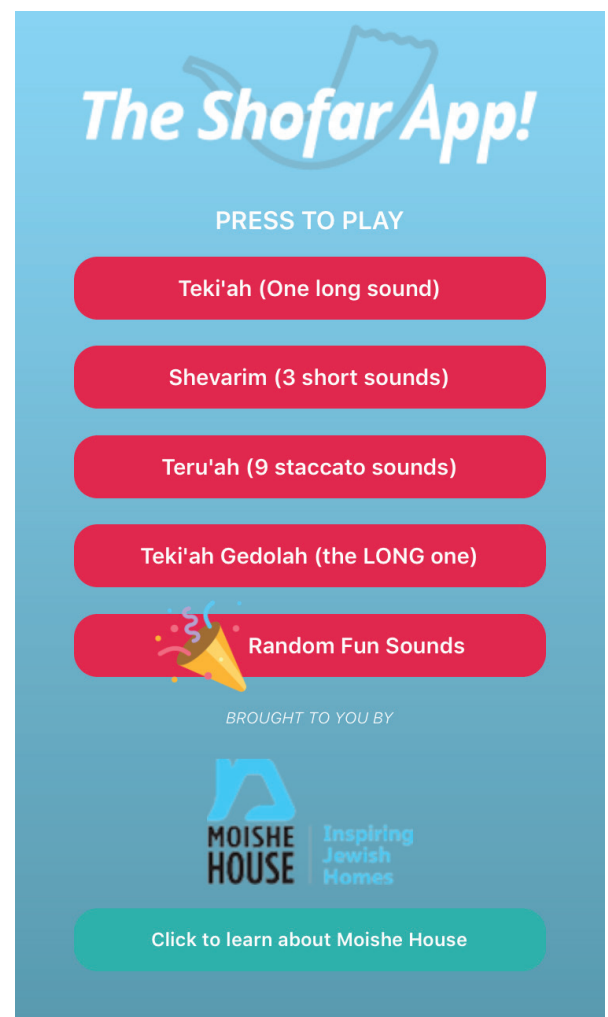 The Shofar App!
PRESS TO PLAY
Teki'ah (One long sound)
Shevarim (3 short sounds)
Teru'ah (9 staccato sounds)
Teki'ah Gedolah (the LONG one)
Random Fun Sounds
BROUGHT TO YOU BY
MOISHE
HOUSE
Inspiring
Jewish
Homes
Click to learn about Moishe House